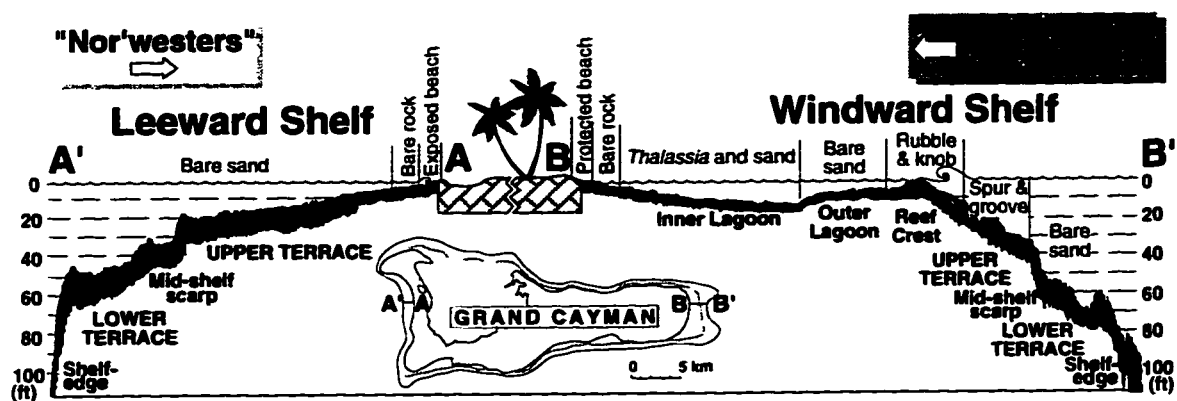 "Nor'westers"
Leeward Shelf
Windward Shelf
A'
Bare sand
Bare rock
Exposed beach
A
B
Protected beach
Bare rock
Thalassia and sand
Bare
sand
Rubble
& knob
Spur &
groove
Bare
sand
B'
0
20
40
60
80
100
(ft)
UPPER TERRACE
Mid-shelf
scarp
LOWER
TERRACE
Shelf-
edge
Inner Lagoon
Outer
Lagoon
Reef
Crest
UPPER
TERRACE
Mid-shelf
scarp
LOWER
TERRACE
Shelf-
edge
0
20
40
60
80
100
(ft)
A' A
GRAND CAYMAN
B B'
0 5 km